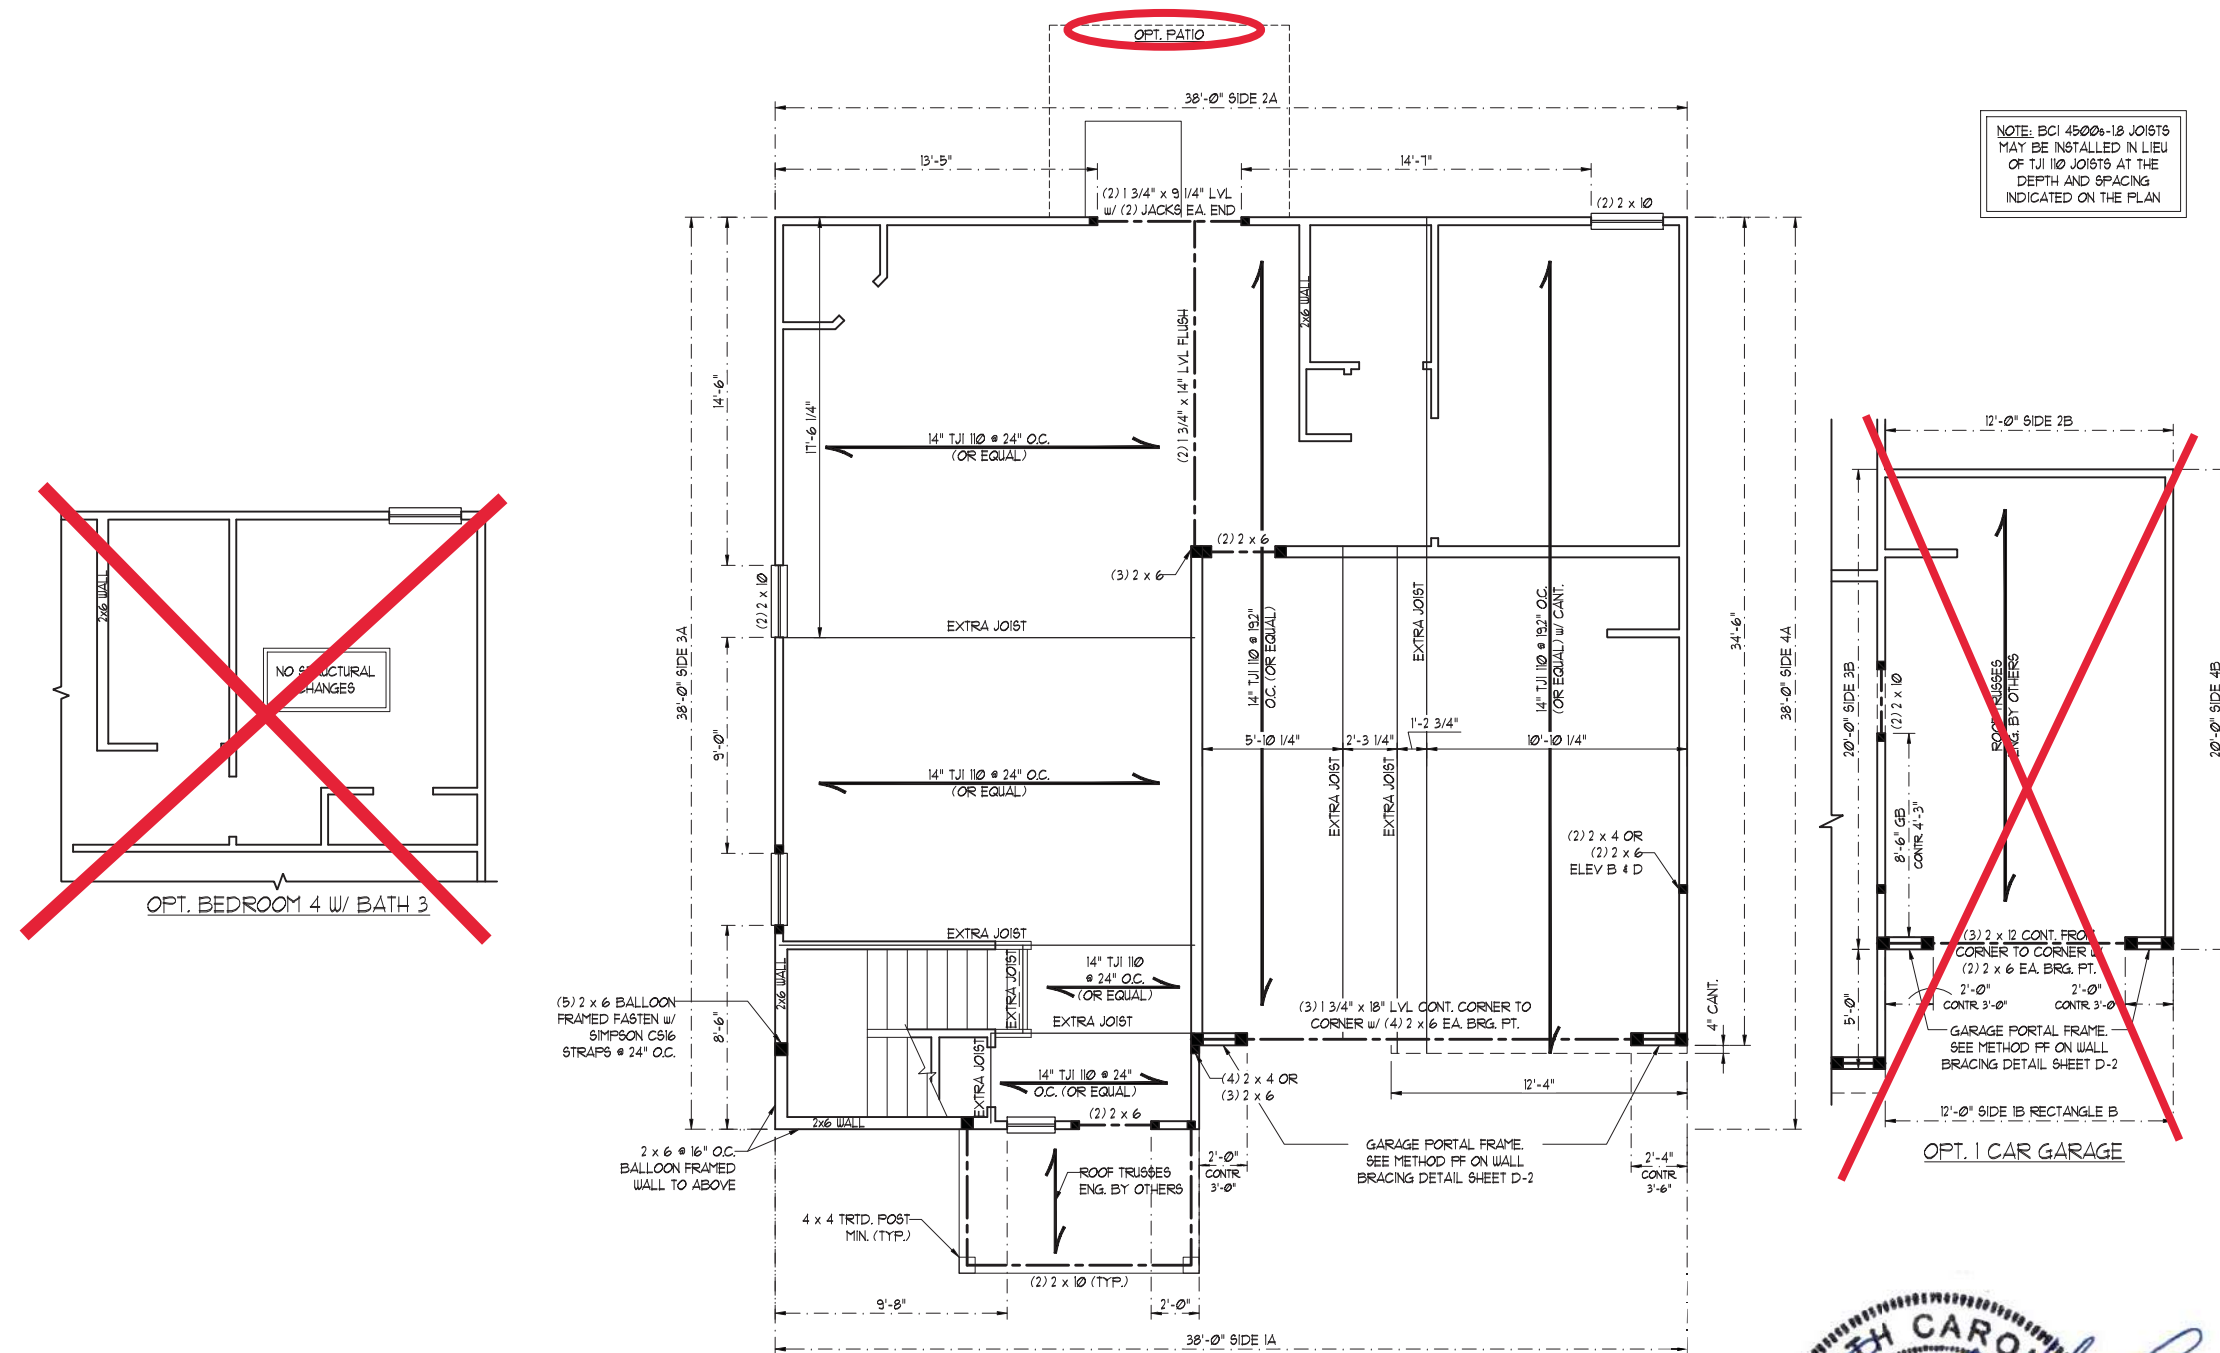 OPT. PATIO
38'-0" SIDE 2A
NOTE: BCI 4500s-1.8 JOISTS
MAY BE INSTALLED IN LIEU
OF TJI 110 JOISTS AT THE
DEPTH AND SPACING
INDICATED ON THE PLAN
13'-5"
14'-7"
(2) 1 3/4" x 9 1/4" LVL
w/ (2) JACKS EA. END
(2) 2 x 10
2x6 WALL
(2) 1 3/4" x 14" LVL FLUSH
14'-6"
17'-6 1/4"
14" TJI 110 @ 24" O.C.
(OR EQUAL)
(2) 2 x 6
(3) 2 x 6
(2) 2 x 10
EXTRA JOIST
38'-0" SIDE 3A
9'-0"
14" TJI 110 @ 24" O.C.
(OR EQUAL)
14" TJI 110 @ 19.2"
O.C. (OR EQUAL)
EXTRA JOIST
14" TJI 110 @ 19.2" O.C.
(OR EQUAL) w/ CANT.
34'-6"
38'-0" SIDE 4A
5'-10 1/4"
2'-3 1/4"
1'-2 3/4"
10'-10 1/4"
EXTRA JOIST
EXTRA JOIST
(2) 2 x 4 OR
(2) 2 x 6
ELEV B & D
EXTRA JOIST
14" TJI 110
@ 24" O.C.
(OR EQUAL)
EXTRA JOIST
EXTRA JOIST
2x6 WALL
(5) 2 x 6 BALLOON
FRAMED FASTEN w/
SIMPSON CS16
STRAPS @ 24" O.C.
8'-6"
(3) 1 3/4" x 18" LVL CONT. CORNER TO
CORNER w/ (4) 2 x 6 EA. BRG. PT.
4" CANT.
EXTRA JOIST
14" TJI 110 @ 24"
O.C. (OR EQUAL)
(2) 2 x 6
(4) 2 x 4 OR
(3) 2 x 6
12'-4"
2x6 WALL
2 x 6 @ 16" O.C.
BALLOON FRAMED
WALL TO ABOVE
ROOF TRUSSES
ENG. BY OTHERS
2'-0"
CONTR
3'-0"
GARAGE PORTAL FRAME.
SEE METHOD PF ON WALL
BRACING DETAIL SHEET D-2
2'-4"
CONTR
3'-6"
4 x 4 TRTD. POST
MIN. (TYP.)
(2) 2 x 10 (TYP.)
9'-8"
2'-0"
38'-0" SIDE 1A
2x6 WALL
NO STRUCTURAL
CHANGES
OPT. BEDROOM 4 W/ BATH 3
12'-0" SIDE 2B
20'-0" SIDE 3B
(2) 2 x 10
ROOF TRUSSES
ENG. BY OTHERS
20'-0" SIDE 4B
8'-6" GB
CONTR 4'-3"
(3) 2 x 12 CONT. FROM
CORNER TO CORNER w/
(2) 2 x 6 EA. BRG. PT.
2'-0"
CONTR 3'-0"
2'-0"
CONTR 3'-0"
5'-0"
GARAGE PORTAL FRAME.
SEE METHOD PF ON WALL
BRACING DETAIL SHEET D-2
12'-0" SIDE 1B RECTANGLE B
OPT. 1 CAR GARAGE
TH CARO